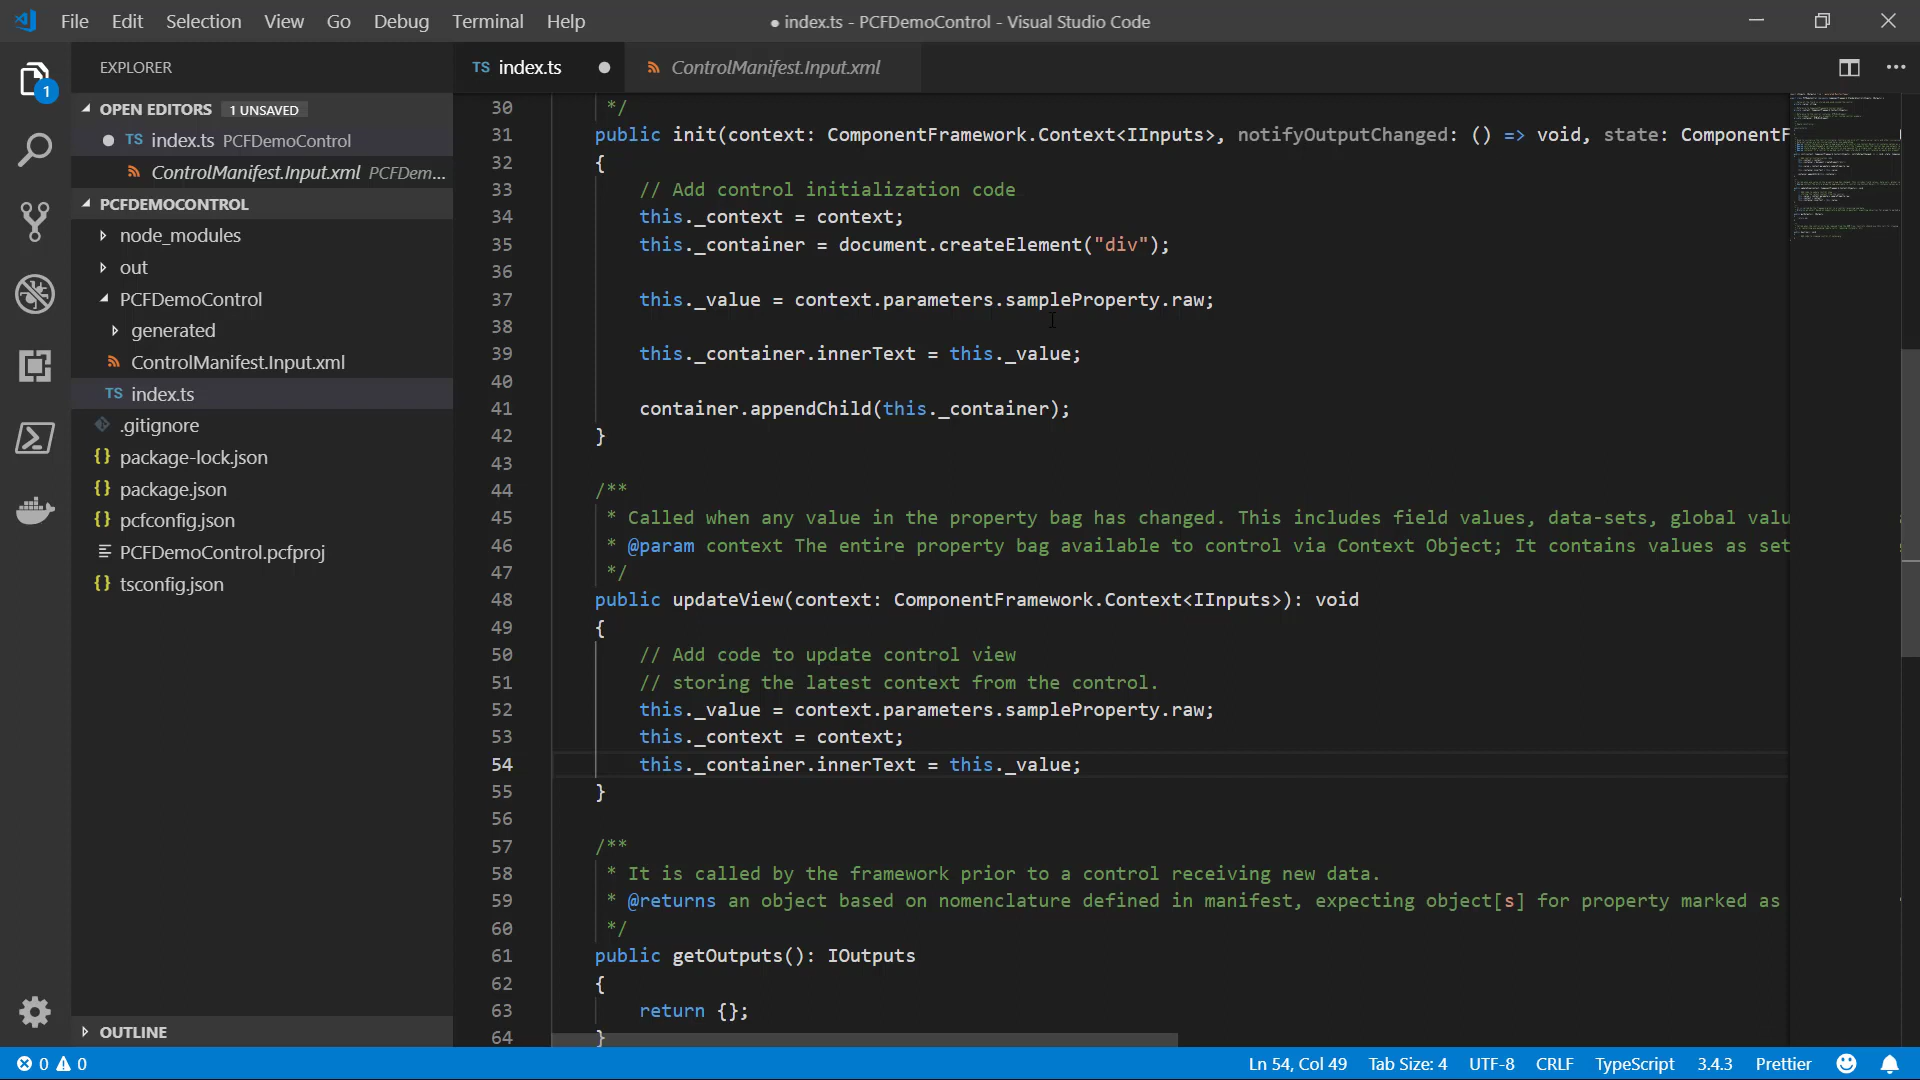 File Edit Selection View Go Debug Terminal Help
● index.ts - PCFDemoControl - Visual Studio Code
EXPLORER
TS index.ts ●
ControlManifest.Input.xml
1
OPEN EDITORS 1 UNSAVED
● TS index.ts PCFDemoControl
ControlManifest.Input.xml PCFDem...
PCFDEMOCONTROL
node_modules
out
PCFDemoControl
generated
ControlManifest.Input.xml
TS index.ts
.gitignore
{} package-lock.json
{} package.json
{} pcfconfig.json
PCFDemoControl.pcfproj
{} tsconfig.json
OUTLINE
30 */
31 public init(context: ComponentFramework.Context<IInputs>, notifyOutputChanged: () => void, state: ComponentF
32 {
33 // Add control initialization code
34 this._context = context;
35 this._container = document.createElement("div");
36
37 this._value = context.parameters.sampleProperty.raw;
38
39 this._container.innerText = this._value;
40
41 container.appendChild(this._container);
42 }
43
44 /**
45 * Called when any value in the property bag has changed. This includes field values, data-sets, global valu
46 * @param context The entire property bag available to control via Context Object; It contains values as set
47 */
48 public updateView(context: ComponentFramework.Context<IInputs>): void
49 {
50 // Add code to update control view
51 // storing the latest context from the control.
52 this._value = context.parameters.sampleProperty.raw;
53 this._context = context;
54 this._container.innerText = this._value;
55 }
56
57 /**
58 * It is called by the framework prior to a control receiving new data.
59 * @returns an object based on nomenclature defined in manifest, expecting object[s] for property marked as
60 */
61 public getOutputs(): IOutputs
62 {
63 return {};
64 }
0 0
Ln 54, Col 49 Tab Size: 4 UTF-8 CRLF TypeScript 3.4.3 Prettier